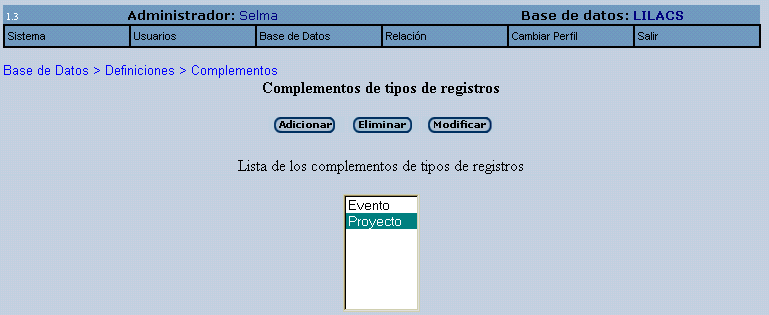 1.3 Administrador: Selma Base de datos: LILACS
Sistema Usuarios Base de Datos Relación Cambiar Perfil Salir
Base de Datos > Definiciones > Complementos
Complementos de tipos de registros
Adicionar Eliminar Modificar
Lista de los complementos de tipos de registros
Evento
Proyecto